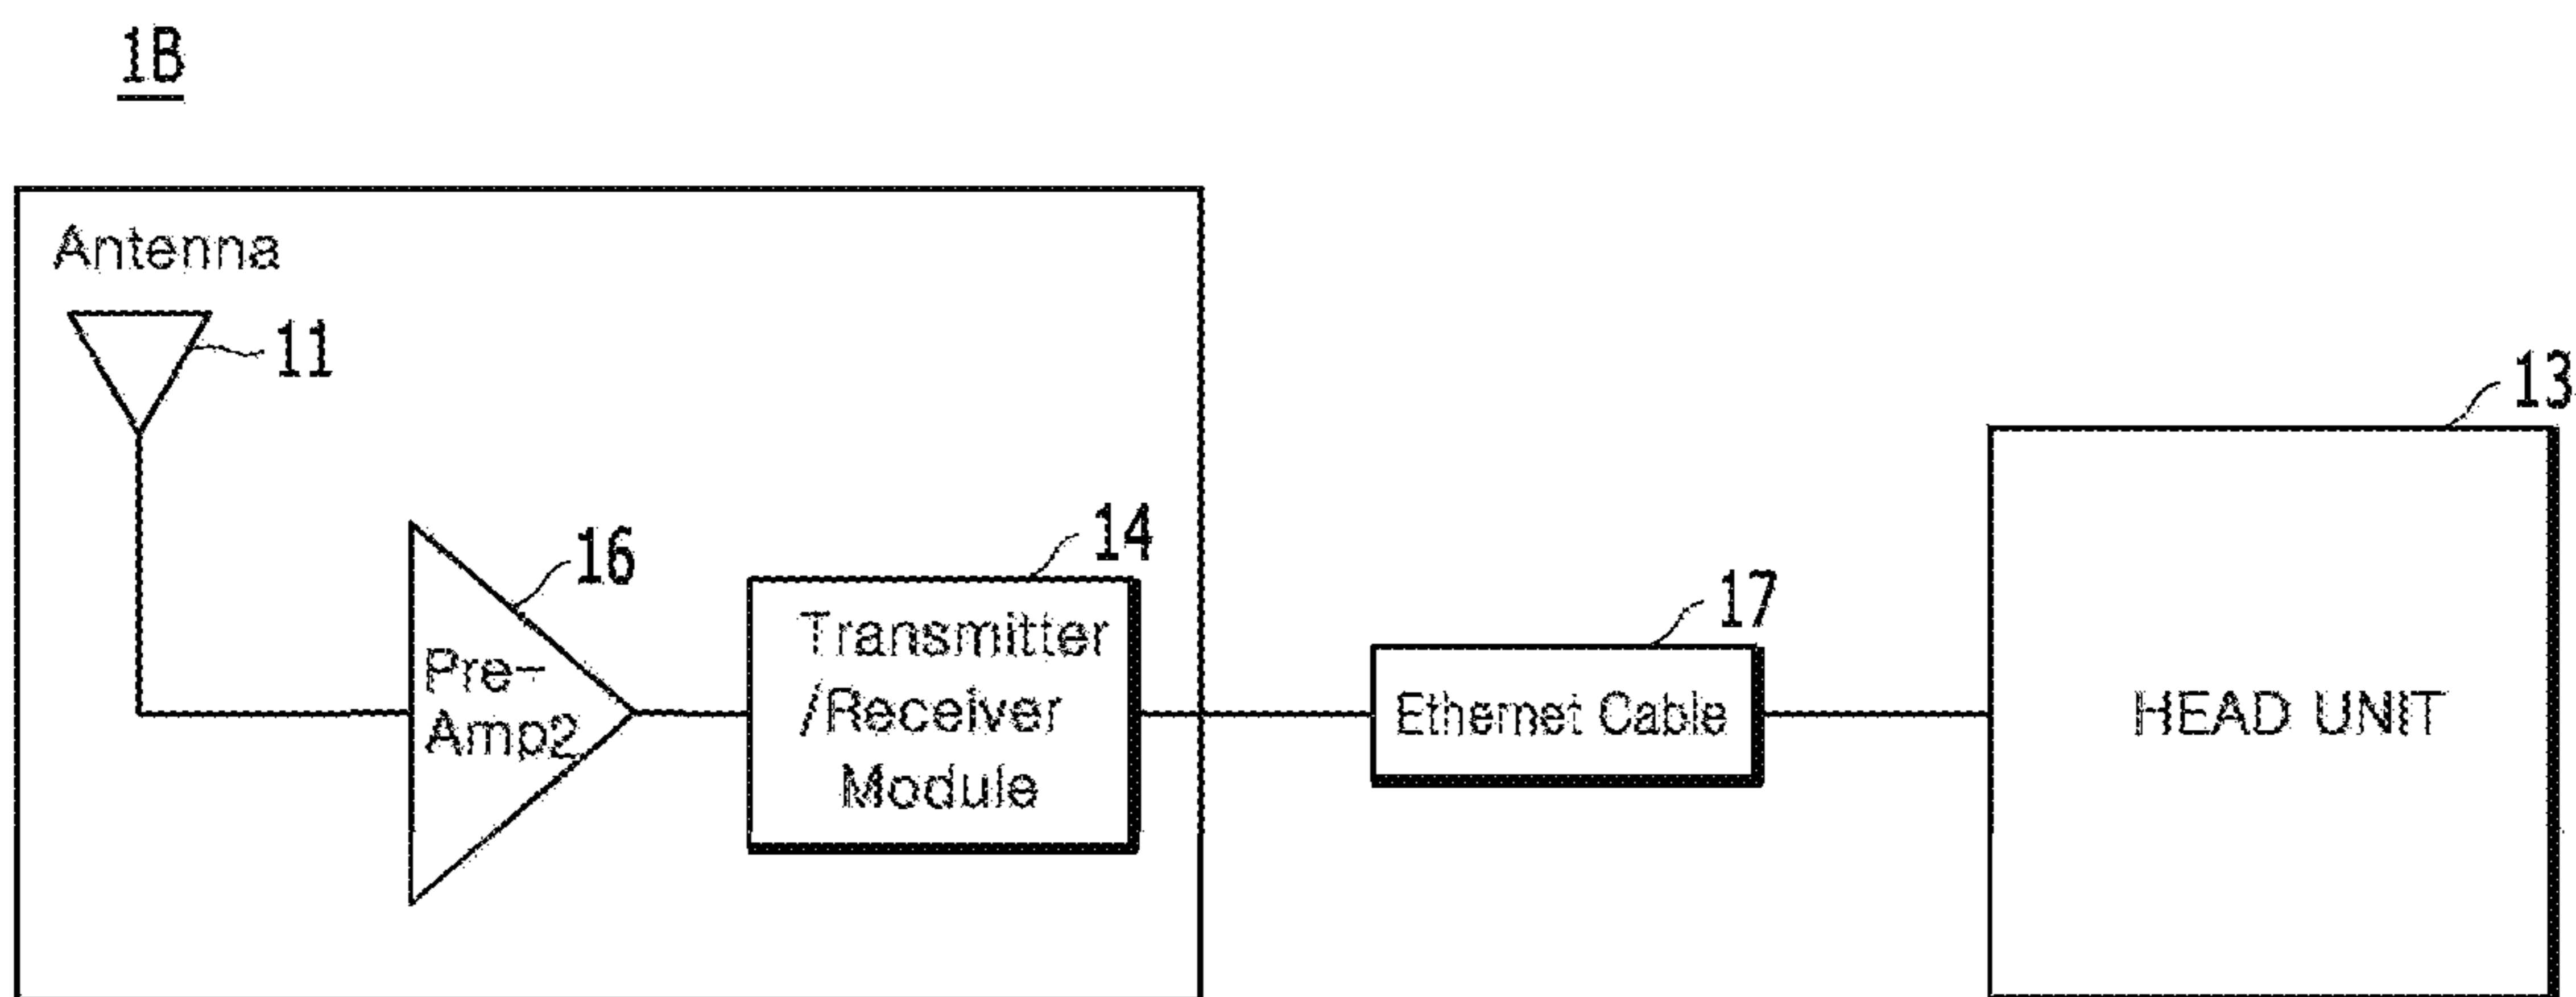 1B
Antenna
11
16
14
13
17
Pre-
Amp2
Transmitter
/Receiver
Module
Ethernet Cable
HEAD UNIT